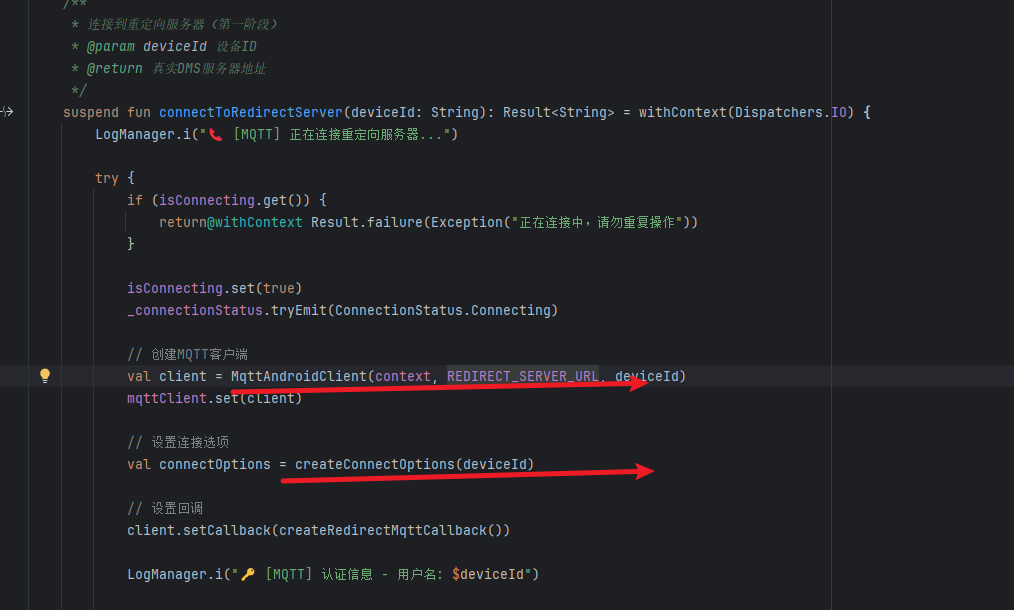 /**
* 连接到重定向服务器（第一阶段）
* @param deviceId 设备ID
* @return 真实DMS服务器地址
*/
suspend fun connectToRedirectServer(deviceId: String): Result<String> = withContext(Dispatchers.IO) {
LogManager.i("📞 [MQTT] 正在连接重定向服务器...")
try {
if (isConnecting.get()) {
return@withContext Result.failure(Exception("正在连接中，请勿重复操作"))
}
isConnecting.set(true)
_connectionStatus.tryEmit(ConnectionStatus.Connecting)
// 创建MQTT客户端
val client = MqttAndroidClient(context, REDIRECT_SERVER_URL, deviceId)
mqttClient.set(client)
// 设置连接选项
val connectOptions = createConnectOptions(deviceId)
// 设置回调
client.setCallback(createRedirectMqttCallback())
LogManager.i("🔑 [MQTT] 认证信息 - 用户名: $deviceId")